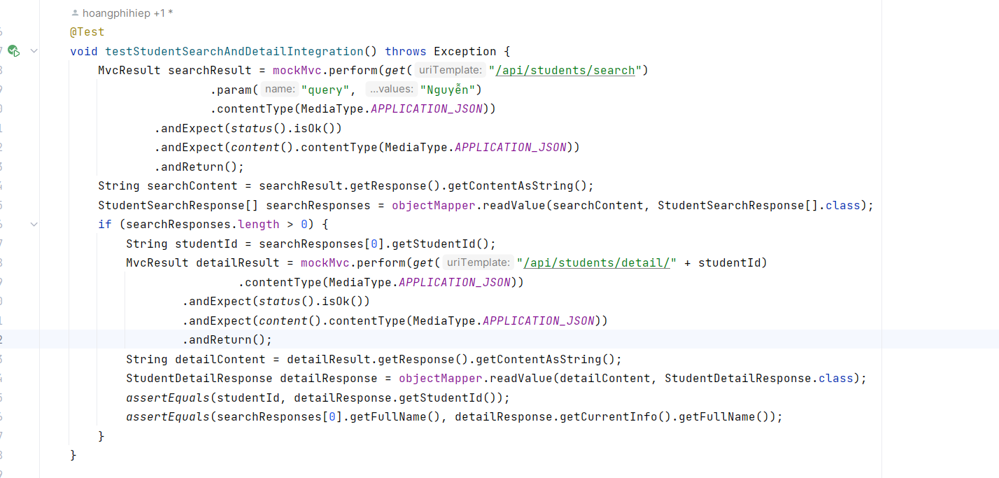 hoangphihiep +1 *
@Test
void testStudentSearchAndDetailIntegration() throws Exception {
MvcResult searchResult = mockMvc.perform(get( uriTemplate: "/api/students/search")
.param( name: "query", ...values: "Nguyễn")
.contentType(MediaType.APPLICATION_JSON))
.andExpect(status().isOk())
.andExpect(content().contentType(MediaType.APPLICATION_JSON))
.andReturn();
String searchContent = searchResult.getResponse().getContentAsString();
StudentSearchResponse[] searchResponses = objectMapper.readValue(searchContent, StudentSearchResponse[].class);
if (searchResponses.length > 0) {
String studentId = searchResponses[0].getStudentId();
MvcResult detailResult = mockMvc.perform(get( uriTemplate: "/api/students/detail/" + studentId)
.contentType(MediaType.APPLICATION_JSON))
.andExpect(status().isOk())
.andExpect(content().contentType(MediaType.APPLICATION_JSON))
.andReturn();
String detailContent = detailResult.getResponse().getContentAsString();
StudentDetailResponse detailResponse = objectMapper.readValue(detailContent, StudentDetailResponse.class);
assertEquals(studentId, detailResponse.getStudentId());
assertEquals(searchResponses[0].getFullName(), detailResponse.getCurrentInfo().getFullName());
}
}